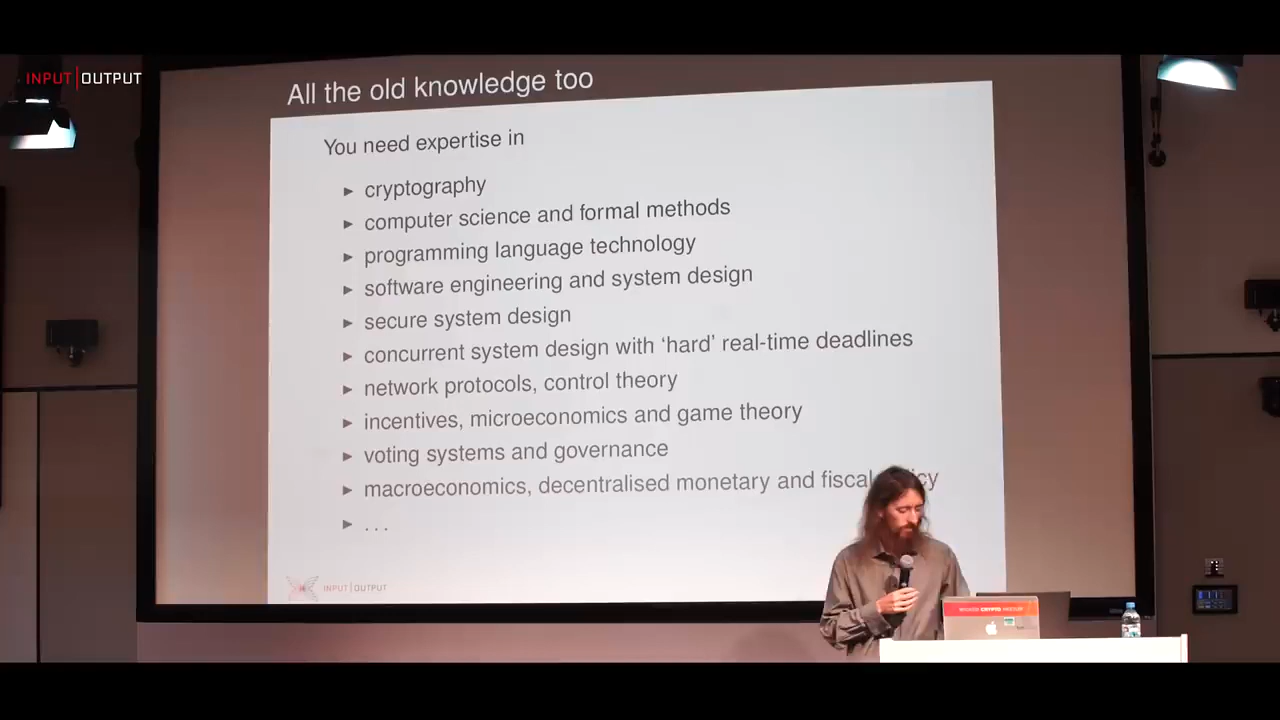 INPUT|OUTPUT
All the old knowledge too
You need expertise in
► cryptography
► computer science and formal methods
► programming language technology
► software engineering and system design
► secure system design
► concurrent system design with ‘hard’ real-time deadlines
► network protocols, control theory
► incentives, microeconomics and game theory
► voting systems and governance
► macroeconomics, decentralised monetary and fiscal
► . . .
INPUT|OUTPUT